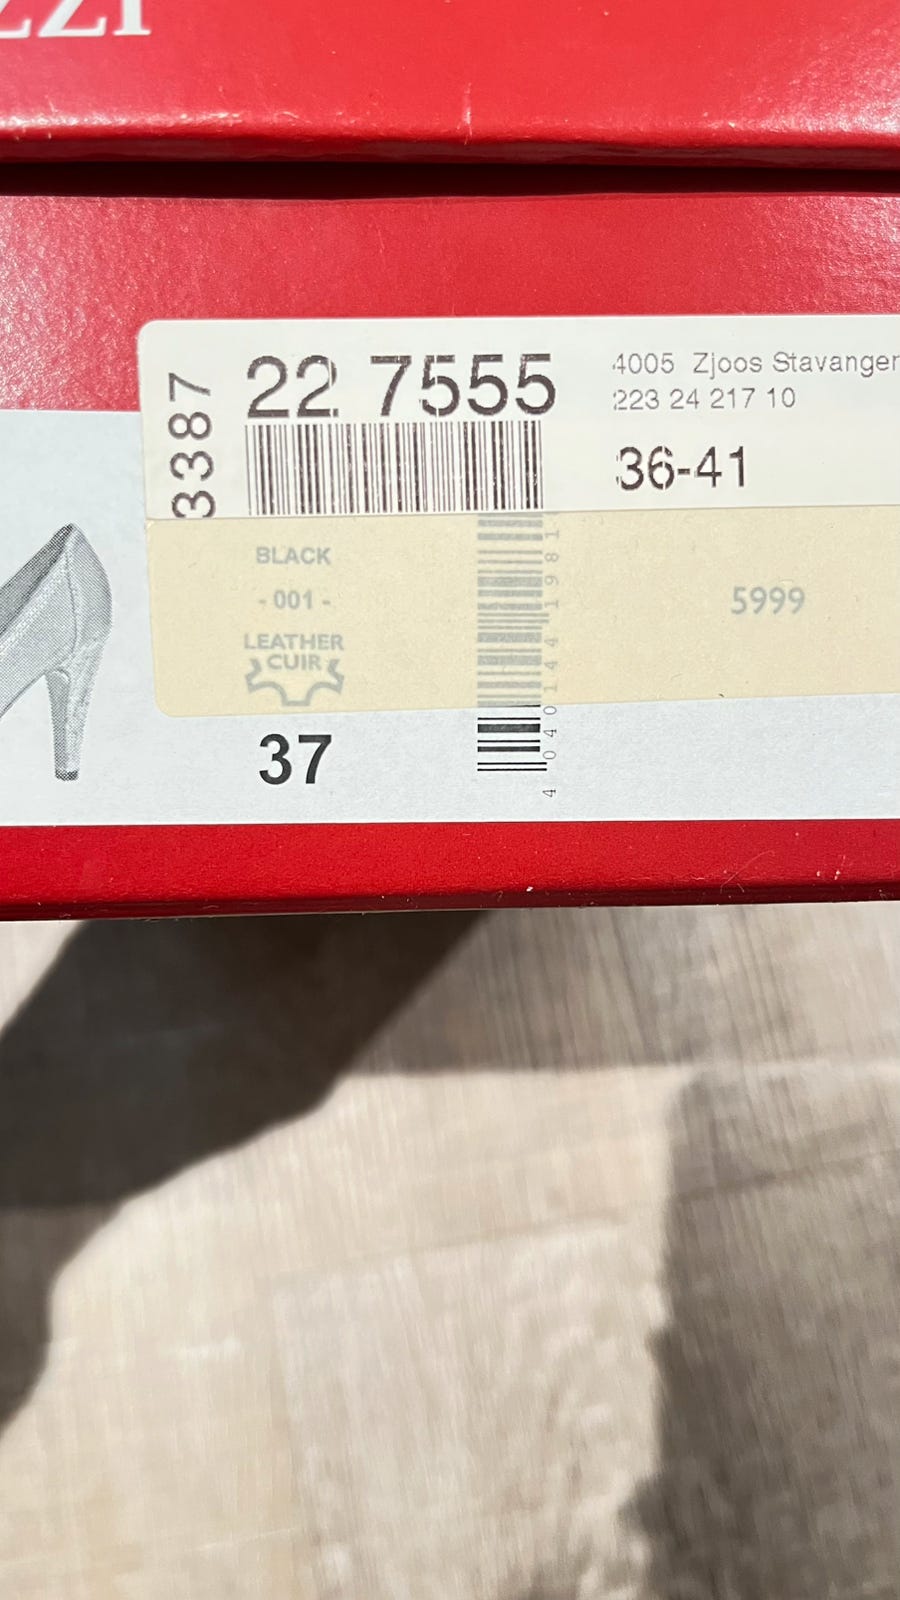 ZZI
3387
22 7555
4005 Zjoos Stavanger
223 24 217 10
36-41
BLACK
- 001 -
LEATHER
CUIR
37
4 040144 1981
5999